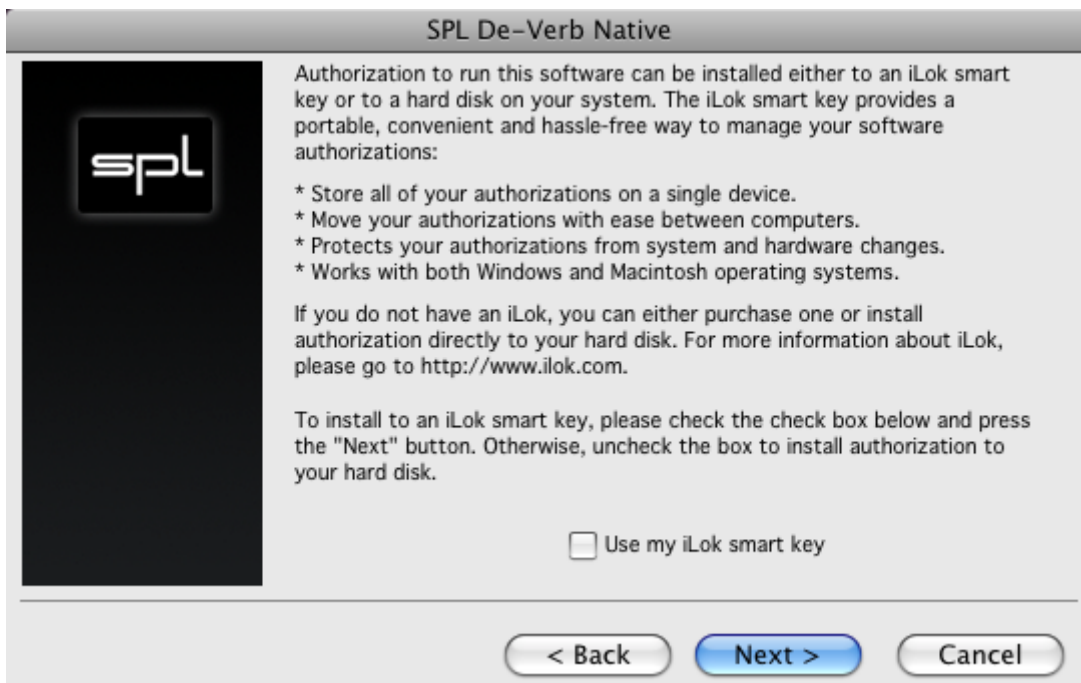 SPL De-Verb Native
Authorization to run this software can be installed either to an iLok smart
key or to a hard disk on your system. The iLok smart key provides a
portable, convenient and hassle-free way to manage your software
authorizations:
spl
* Store all of your authorizations on a single device.
* Move your authorizations with ease between computers.
* Protects your authorizations from system and hardware changes.
* Works with both Windows and Macintosh operating systems.
If you do not have an iLok, you can either purchase one or install
authorization directly to your hard disk. For more information about iLok,
please go to http://www.ilok.com.
To install to an iLok smart key, please check the check box below and press
the "Next" button. Otherwise, uncheck the box to install authorization to
your hard disk.
Use my iLok smart key
< Back
Next >
Cancel